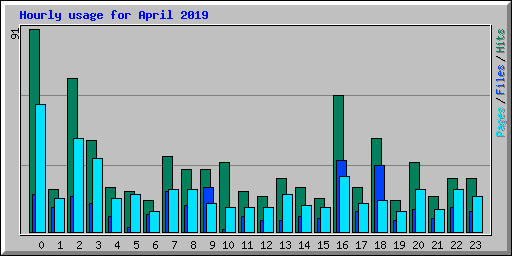 Hourly usage for April 2019
91
Pages/Files/Hits
0 1 2 3 4 5 6 7 8 9 10 11 12 13 14 15 16 17 18 19 20 21 22 23